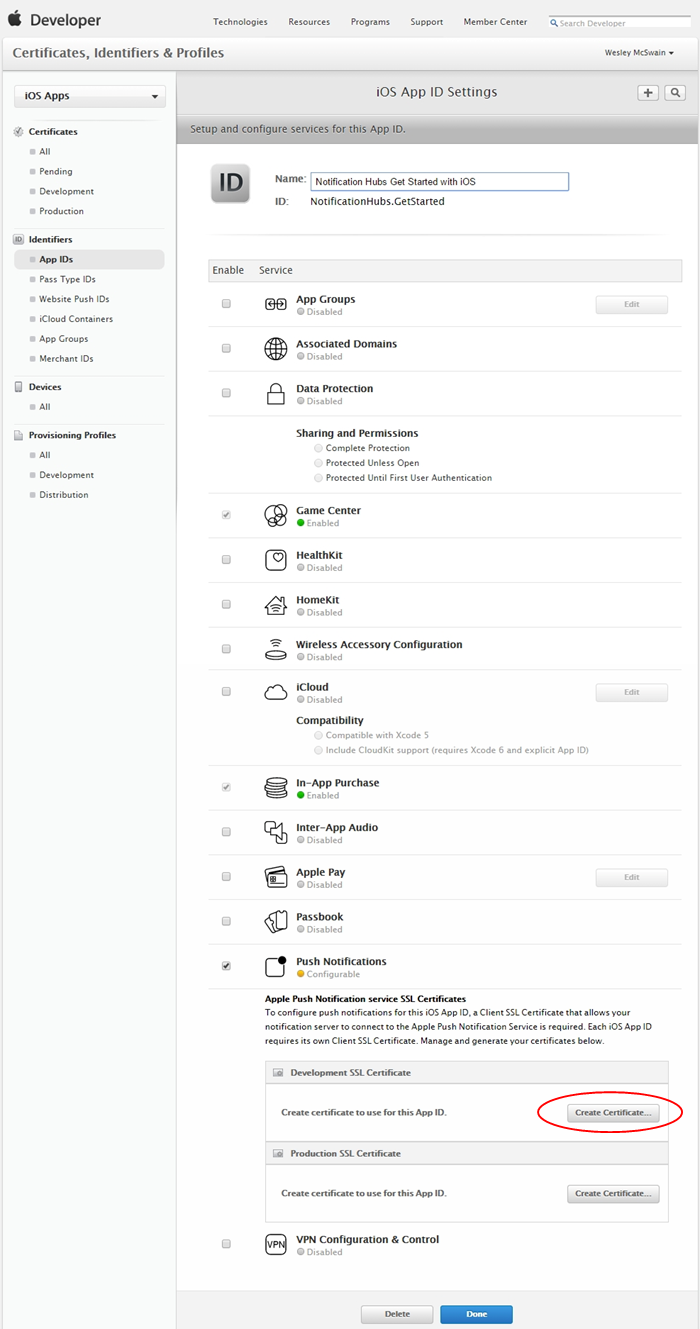 Developer
Technologies Resources Programs Support Member Center Search Developer
Certificates, Identifiers & Profiles
Wesley McSwain
iOS Apps
Certificates
All
Pending
Development
Production
Identifiers
App IDs
Pass Type IDs
Website Push IDs
iCloud Containers
App Groups
Merchant IDs
Devices
All
Provisioning Profiles
All
Development
Distribution
iOS App ID Settings
Setup and configure services for this App ID.
ID
Name: Notification Hubs Get Started with iOS
ID: NotificationHubs.GetStarted
Enable Service
App Groups
Disabled
Edit
Associated Domains
Disabled
Data Protection
Disabled
Sharing and Permissions
Complete Protection
Protected Unless Open
Protected Until First User Authentication
Game Center
Enabled
HealthKit
Disabled
HomeKit
Disabled
Wireless Accessory Configuration
Disabled
iCloud
Disabled
Edit
Compatibility
Compatible with Xcode 5
Include CloudKit support (requires Xcode 6 and explicit App ID)
In-App Purchase
Enabled
Inter-App Audio
Disabled
Apple Pay
Disabled
Edit
Passbook
Disabled
Push Notifications
Configurable
Apple Push Notification service SSL Certificates
To configure push notifications for this iOS App ID, a Client SSL Certificate that allows your
notification server to connect to the Apple Push Notification Service is required. Each iOS App ID
requires its own Client SSL Certificate. Manage and generate your certificates below.
Development SSL Certificate
Create certificate to use for this App ID. Create Certificate...
Production SSL Certificate
Create certificate to use for this App ID. Create Certificate...
VPN
VPN Configuration & Control
Disabled
Delete Done